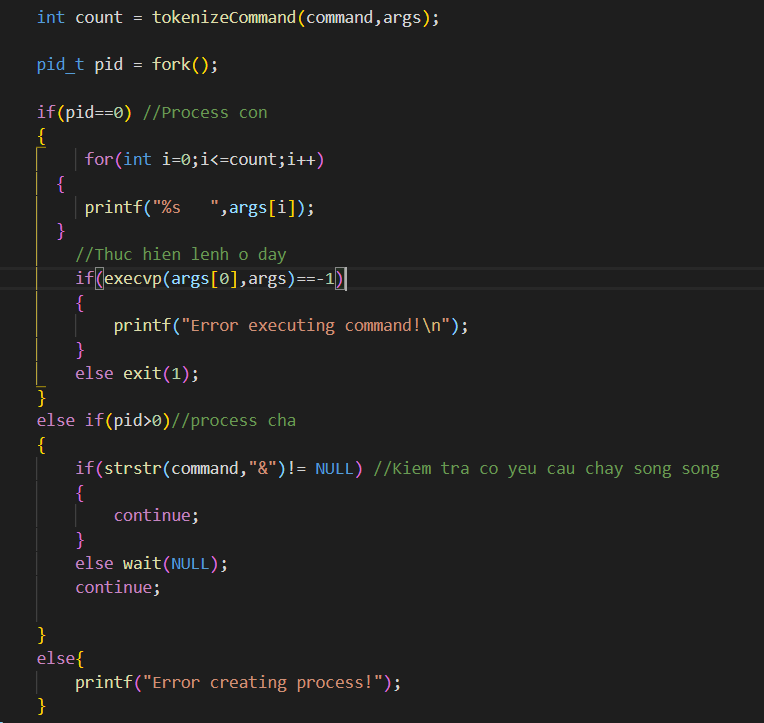 int count = tokenizeCommand(command,args);
pid_t pid = fork();
if(pid==0) //Process con
{
for(int i=0;i<=count;i++)
{
printf("%s   ",args[i]);
}
//Thuc hien lenh o day
if(execvp(args[0],args)==-1)
{
printf("Error executing command!\n");
}
else exit(1);
}
else if(pid>0)//process cha
{
if(strstr(command,"&")!= NULL) //Kiem tra co yeu cau chay song song
{
continue;
}
else wait(NULL);
continue;
}
else{
printf("Error creating process!");
}